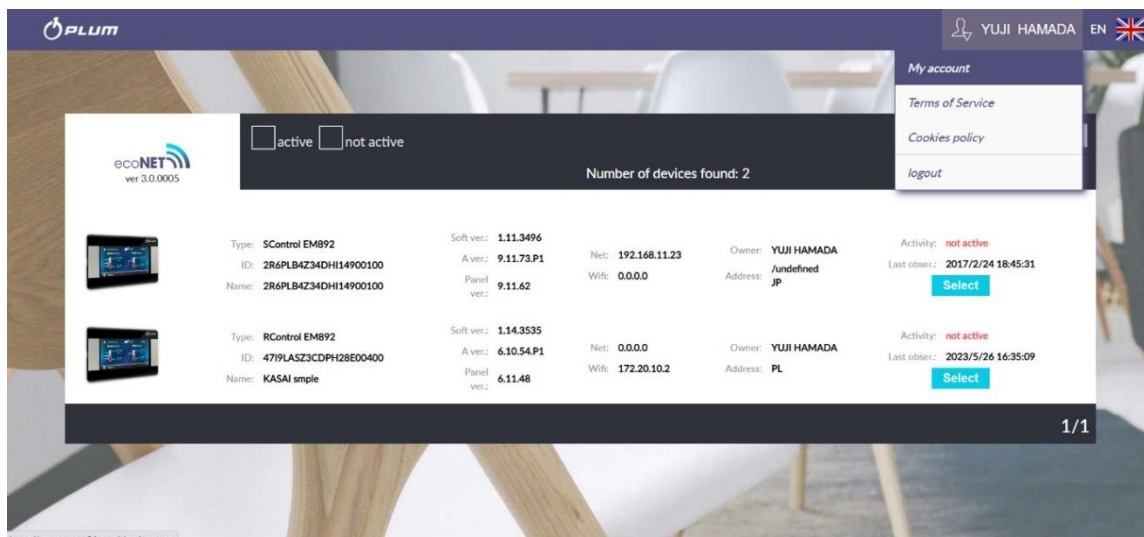 PLUM
YUJI HAMADA EN
My account
Terms of Service
Cookies policy
logout
ecoNET
ver 3.0.0005
active not active
Number of devices found: 2
Type: SControl EM892
ID: 2R6PLB4Z34DHI14900100
Name: 2R6PLB4Z34DHI14900100
Soft ver.: 1.11.3496
A ver.: 9.11.73.P1
Panel ver.: 9.11.62
Net: 192.168.11.23
Wifi: 0.0.0.0
Owner: YUJI HAMADA
Address: /undefined
JP
Activity: not active
Last obser.: 2017/2/24 18:45:31
Select
Type: RControl EM892
ID: 47I9LASZ3CDPH28E00400
Name: KASAI smple
Soft ver.: 1.14.3535
A ver.: 6.10.54.P1
Panel ver.: 6.11.48
Net: 0.0.0.0
Wifi: 172.20.10.2
Owner: YUJI HAMADA
Address: PL
Activity: not active
Last obser.: 2023/5/26 16:35:09
Select
1/1